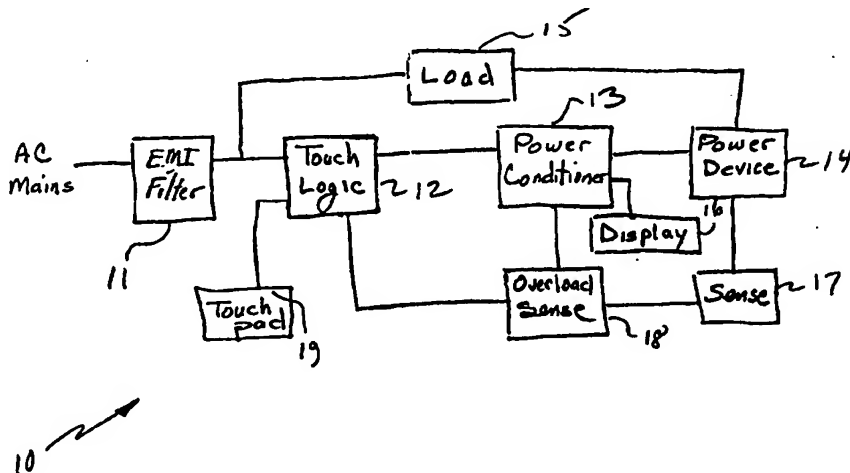 15
Load
13
AC
Mains
EMI
Filter
11
Touch
Logic
12
Power
Conditioner
Power
Device
14
16
Display
Touch
pad
19
Overload
Sense
18
Sense
17
10